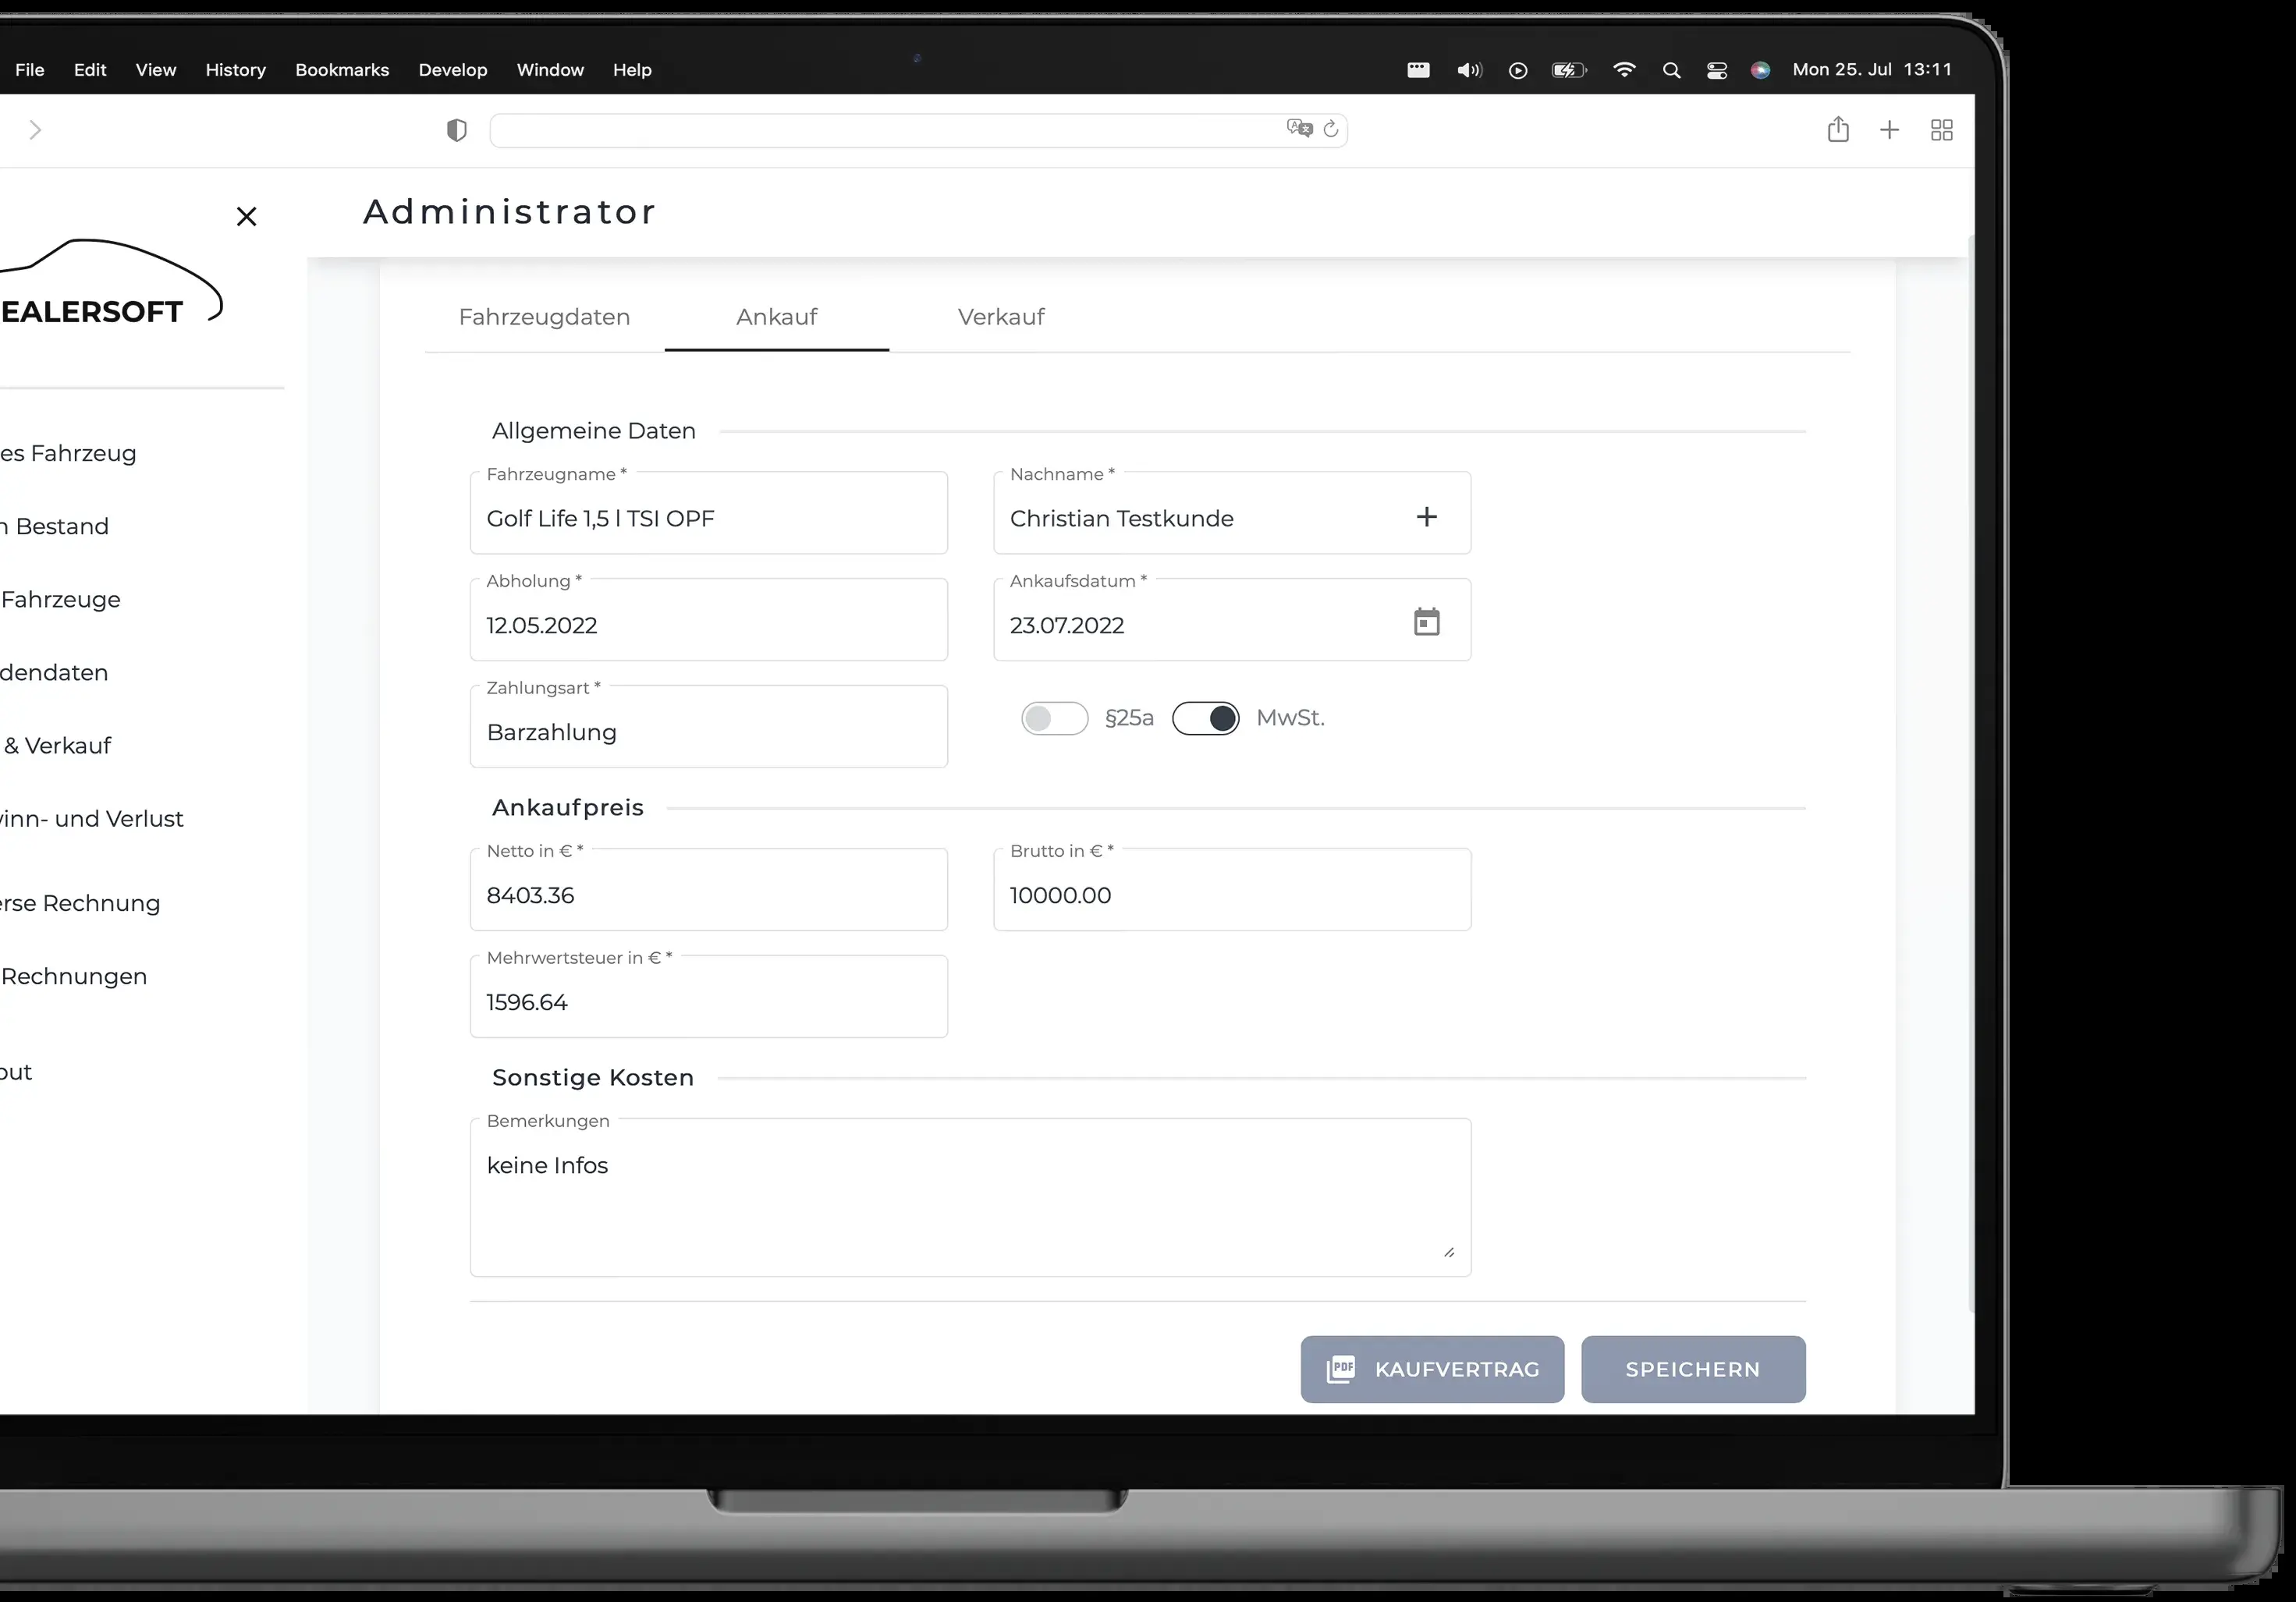 File Edit View History Bookmarks Develop Window Help Mon 25. Jul 13:11
Administrator
EALERSOFT
es Fahrzeug
n Bestand
Fahrzeuge
dendaten
& Verkauf
inn- und Verlust
erse Rechnung
Rechnungen
out
Fahrzeugdaten Ankauf Verkauf
Allgemeine Daten
Fahrzeugname *
Golf Life 1,5 l TSI OPF
Nachname *
Christian Testkunde
Abholung *
12.05.2022
Ankaufsdatum *
23.07.2022
Zahlungsart *
Barzahlung
§25a MwSt.
Ankaufpreis
Netto in € *
8403.36
Brutto in € *
10000.00
Mehrwertsteuer in € *
1596.64
Sonstige Kosten
Bemerkungen
keine Infos
PDF KAUFVERTRAG SPEICHERN